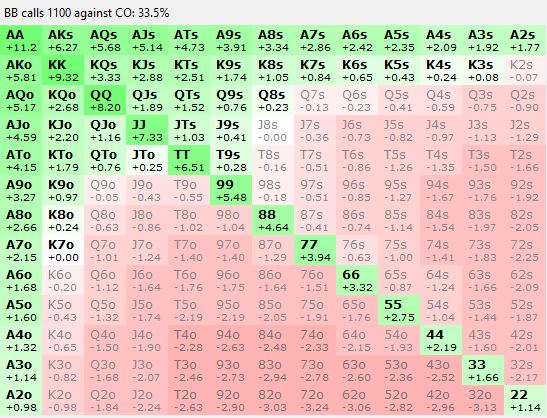 BB calls 1100 against CO: 33.5%
AA AKs AQs AJs ATs A9s A8s A7s A6s A5s A4s A3s A2s
+11.2 +6.27 +5.68 +5.14 +4.73 +3.91 +3.34 +2.86 +2.42 +2.35 +2.09 +1.92 +1.77
AKo KK KQs KJs KTs K9s K8s K7s K6s K5s K4s K3s K2s
+5.81 +9.32 +3.33 +2.88 +2.51 +1.74 +1.05 +0.84 +0.65 +0.43 +0.24 +0.08 -0.07
AQo KQo QQ QJs QTs Q9s Q8s Q7s Q6s Q5s Q4s Q3s Q2s
+5.17 +2.68 +8.20 +1.89 +1.52 +0.76 +0.23 -0.13 -0.23 -0.41 -0.59 -0.75 -0.90
AJo KJo QJo JJ JTs J9s J8s J7s J6s J5s J4s J3s J2s
+4.59 +2.20 +1.16 +7.33 +1.03 +0.41 -0.00 -0.36 -0.73 -0.82 -0.97 -1.13 -1.29
ATo KTo QTo JTo TT T9s T8s T7s T6s T5s T4s T3s T2s
+4.15 +1.79 +0.76 +0.25 +6.51 +0.28 -0.16 -0.51 -0.86 -1.26 -1.35 -1.50 -1.66
A9o K9o Q9o J9o T9o 99 98s 97s 96s 95s 94s 93s 92s
+3.27 +0.97 -0.05 -0.43 -0.55 +5.48 -0.18 -0.51 -0.85 -1.27 -1.67 -1.76 -1.92
A8o K8o Q8o J8o T8o 98o 88 87s 86s 85s 84s 83s 82s
+2.66 +0.24 -0.63 -0.86 -1.02 -1.04 +4.64 -0.41 -0.74 -1.14 -1.54 -1.97 -2.05
A7o K7o Q7o J7o T7o 97o 87o 77 76s 75s 74s 73s 72s
+2.15 +0.00 -1.01 -1.24 -1.40 -1.40 -1.29 +3.94 -0.63 -1.00 -1.41 -1.83 -2.25
A6o K6o Q6o J6o T6o 96o 86o 76o 66 65s 64s 63s 62s
+1.68 -0.20 -1.12 -1.64 -1.76 -1.75 -1.64 -1.51 +3.32 -0.87 -1.24 -1.66 -2.09
A5o K5o Q5o J5o T5o 95o 85o 75o 65o 55 54s 53s 52s
+1.60 -0.43 -1.32 -1.74 -2.19 -2.19 -2.05 -1.91 -1.76 +2.75 -1.04 -1.44 -1.87
A4o K4o Q4o J4o T4o 94o 84o 74o 64o 54o 44 43s 42s
+1.32 -0.65 -1.50 -1.90 -2.28 -2.63 -2.48 -2.33 -2.15 -1.93 +2.19 -1.60 -2.01
A3o K3o Q3o J3o T3o 93o 83o 73o 63o 53o 43o 33 32s
+1.14 -0.82 -1.68 -2.07 -2.46 -2.73 -2.94 -2.78 -2.60 -2.36 -2.52 +1.66 -2.17
A2o K2o Q2o J2o T2o 92o 82o 72o 62o 52o 42o 32o 22
+0.98 -0.98 -1.84 -2.24 -2.63 -2.90 -3.03 -3.24 -3.06 -2.82 -2.96 -3.13 +1.14